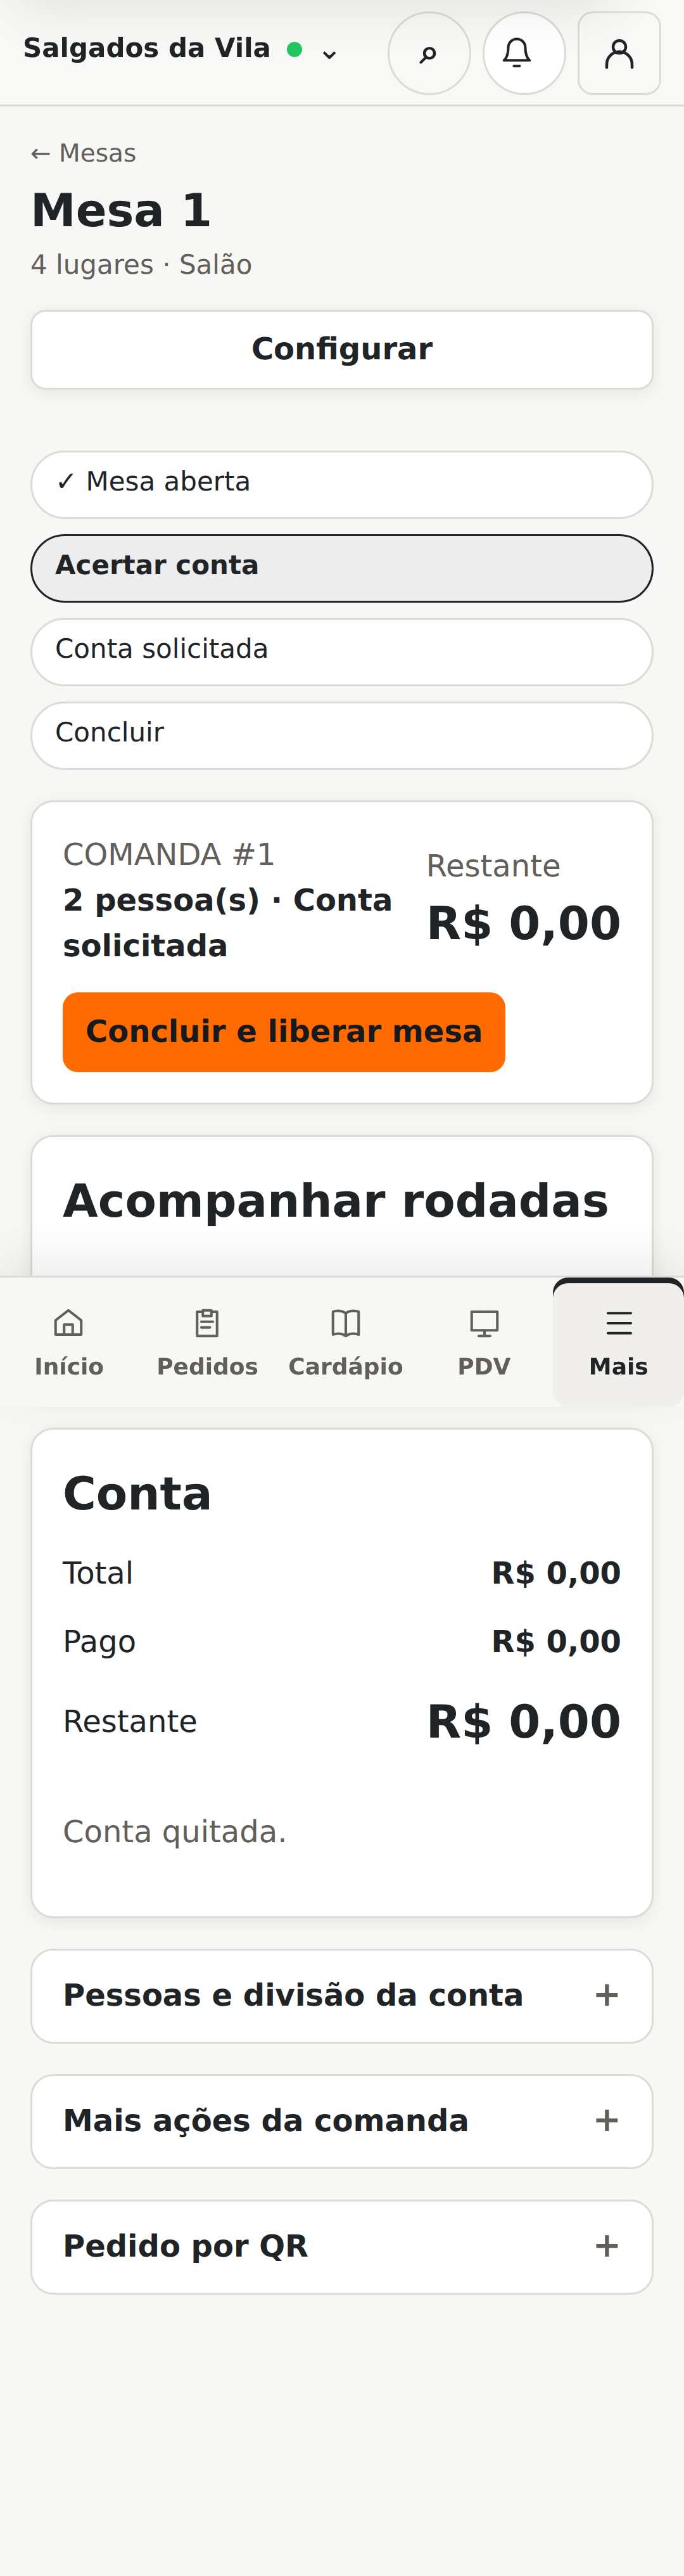 Salgados da Vila
← Mesas
Mesa 1
4 lugares · Salão
Configurar
✓ Mesa aberta
Acertar conta
Conta solicitada
Concluir
COMANDA #1
2 pessoa(s) · Conta
solicitada
Restante
R$ 0,00
Concluir e liberar mesa
Acompanhar rodadas
Início
Pedidos
Cardápio
PDV
Mais
Conta
Total R$ 0,00
Pago R$ 0,00
Restante R$ 0,00
Conta quitada.
Pessoas e divisão da conta +
Mais ações da comanda +
Pedido por QR +